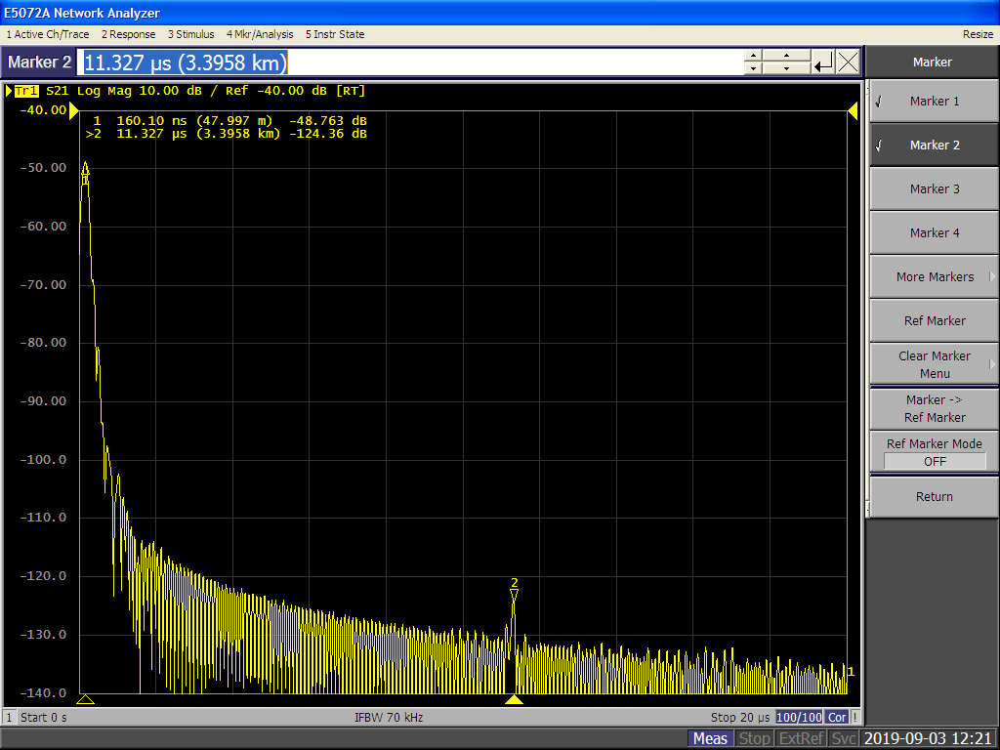 E5072A Network Analyzer
1 Active Ch/Trace 2 Response 3 Stimulus 4 Mkr/Analysis 5 Instr State Resize
Marker 2 11.327 µs (3.3958 km)
Tr1 S21 Log Mag 10.00 dB / Ref -40.00 dB [RT]
1 160.10 ns (47.997 m) -48.763 dB
>2 11.327 µs (3.3958 km) -124.36 dB
-40.00
-50.00
-60.00
-70.00
-80.00
-90.00
-100.0
-110.0
-120.0
-130.0
-140.0
1
2
1
1 Start 0 s IFBW 70 kHz Stop 20 µs 100/100 Cor !
Marker
Marker 1
Marker 2
Marker 3
Marker 4
More Markers
Ref Marker
Clear Marker
Menu
Marker ->
Ref Marker
Ref Marker Mode
OFF
Return
Meas Stop ExtRef Svc 2019-09-03 12:21